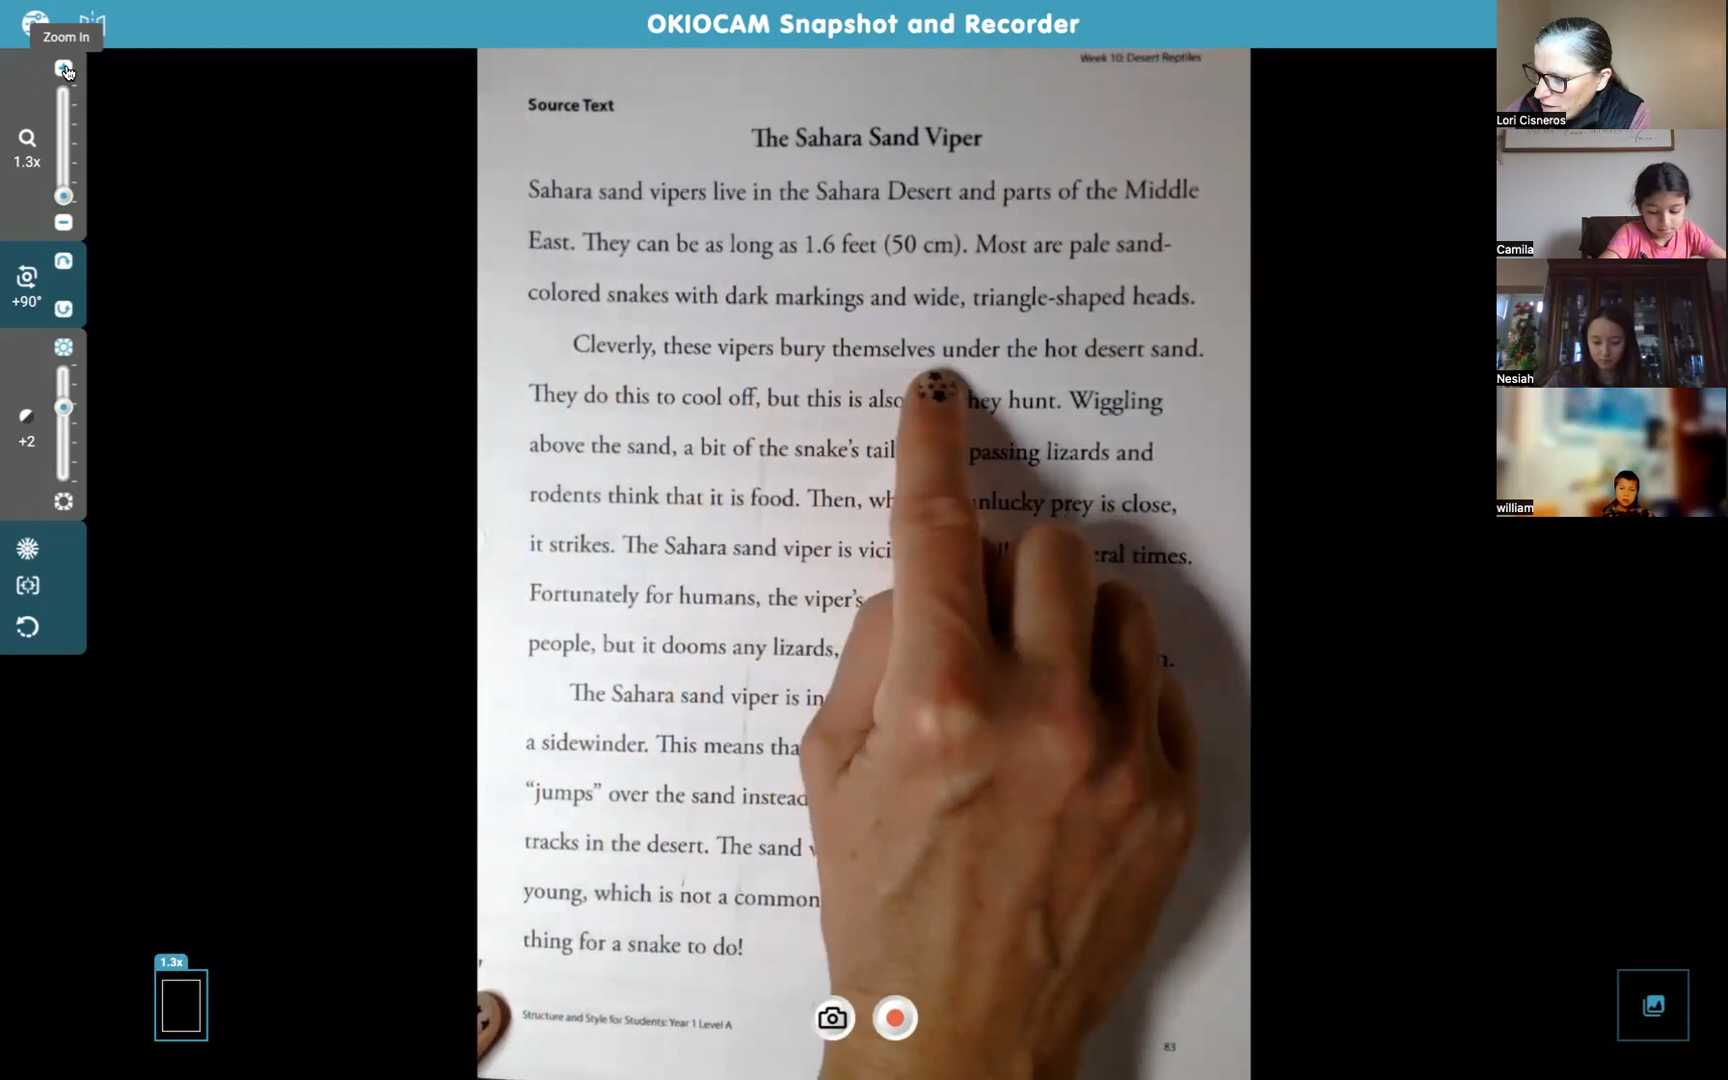 Zoom In
OKIOCAM Snapshot and Recorder
1.3x
+90°
+2
1.3x
Week 10: Desert Reptiles
Source Text
The Sahara Sand Viper
Sahara sand vipers live in the Sahara Desert and parts of the Middle
East. They can be as long as 1.6 feet (50 cm). Most are pale sand-
colored snakes with dark markings and wide, triangle-shaped heads.
Cleverly, these vipers bury themselves under the hot desert sand.
They do this to cool off, but this is also hey hunt. Wiggling
above the sand, a bit of the snake's tail passing lizards and
rodents think that it is food. Then, wh nlucky prey is close,
it strikes. The Sahara sand viper is vici eral times.
Fortunately for humans, the viper's
people, but it dooms any lizards,
The Sahara sand viper is in
a sidewinder. This means tha
"jumps" over the sand instead
tracks in the desert. The sand
young, which is not a common
thing for a snake to do!
Structure and Style for Students: Year 1 Level A
83
Lori Cisneros
Camila
Nesiah
william